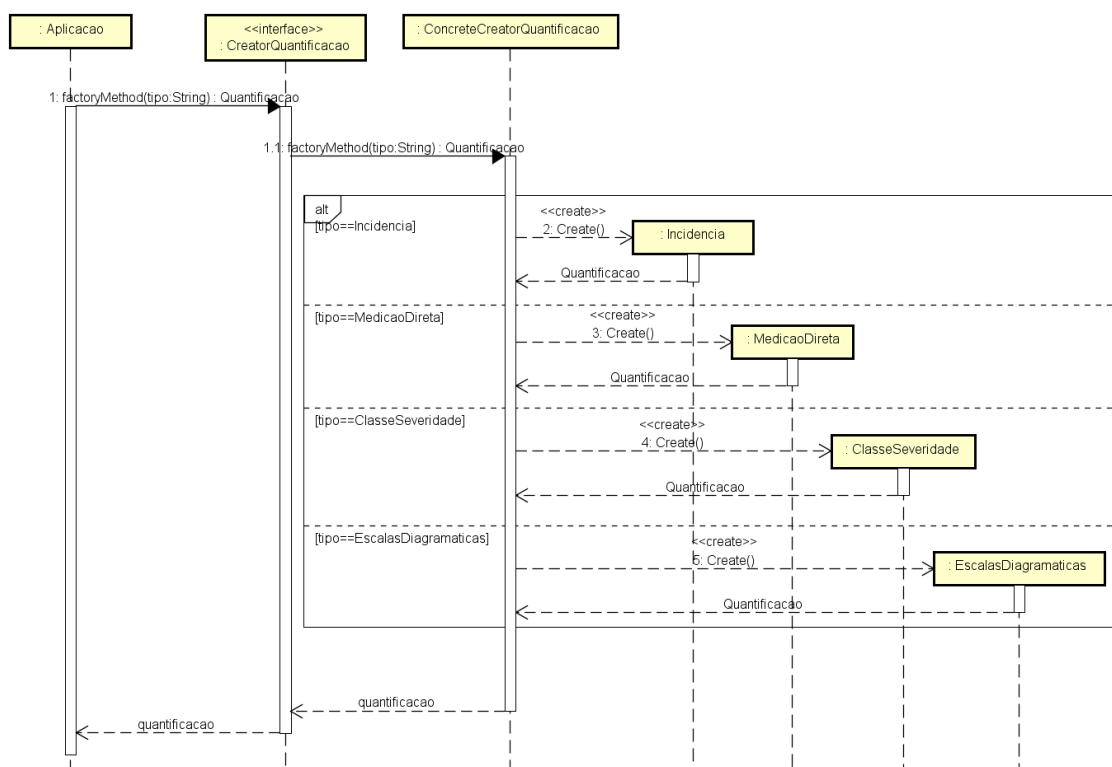 : Aplicacao
<<interface>>
: CreatorQuantificacao
: ConcreteCreatorQuantificacao
1: factoryMethod(tipo:String) : Quantificacao
1.1: factoryMethod(tipo:String) : Quantificacao
alt
[tipo==Incidencia]
<<create>>
2: Create()
: Incidencia
Quantificacao
[tipo==MedicaoDireta]
<<create>>
3: Create()
: MedicaoDireta
Quantificacao
[tipo==ClasseSeveridade]
<<create>>
4: Create()
: ClasseSeveridade
Quantificacao
[tipo==EscalasDiagramaticas]
<<create>>
5: Create()
: EscalasDiagramaticas
Quantificacao
quantificacao
quantificacao